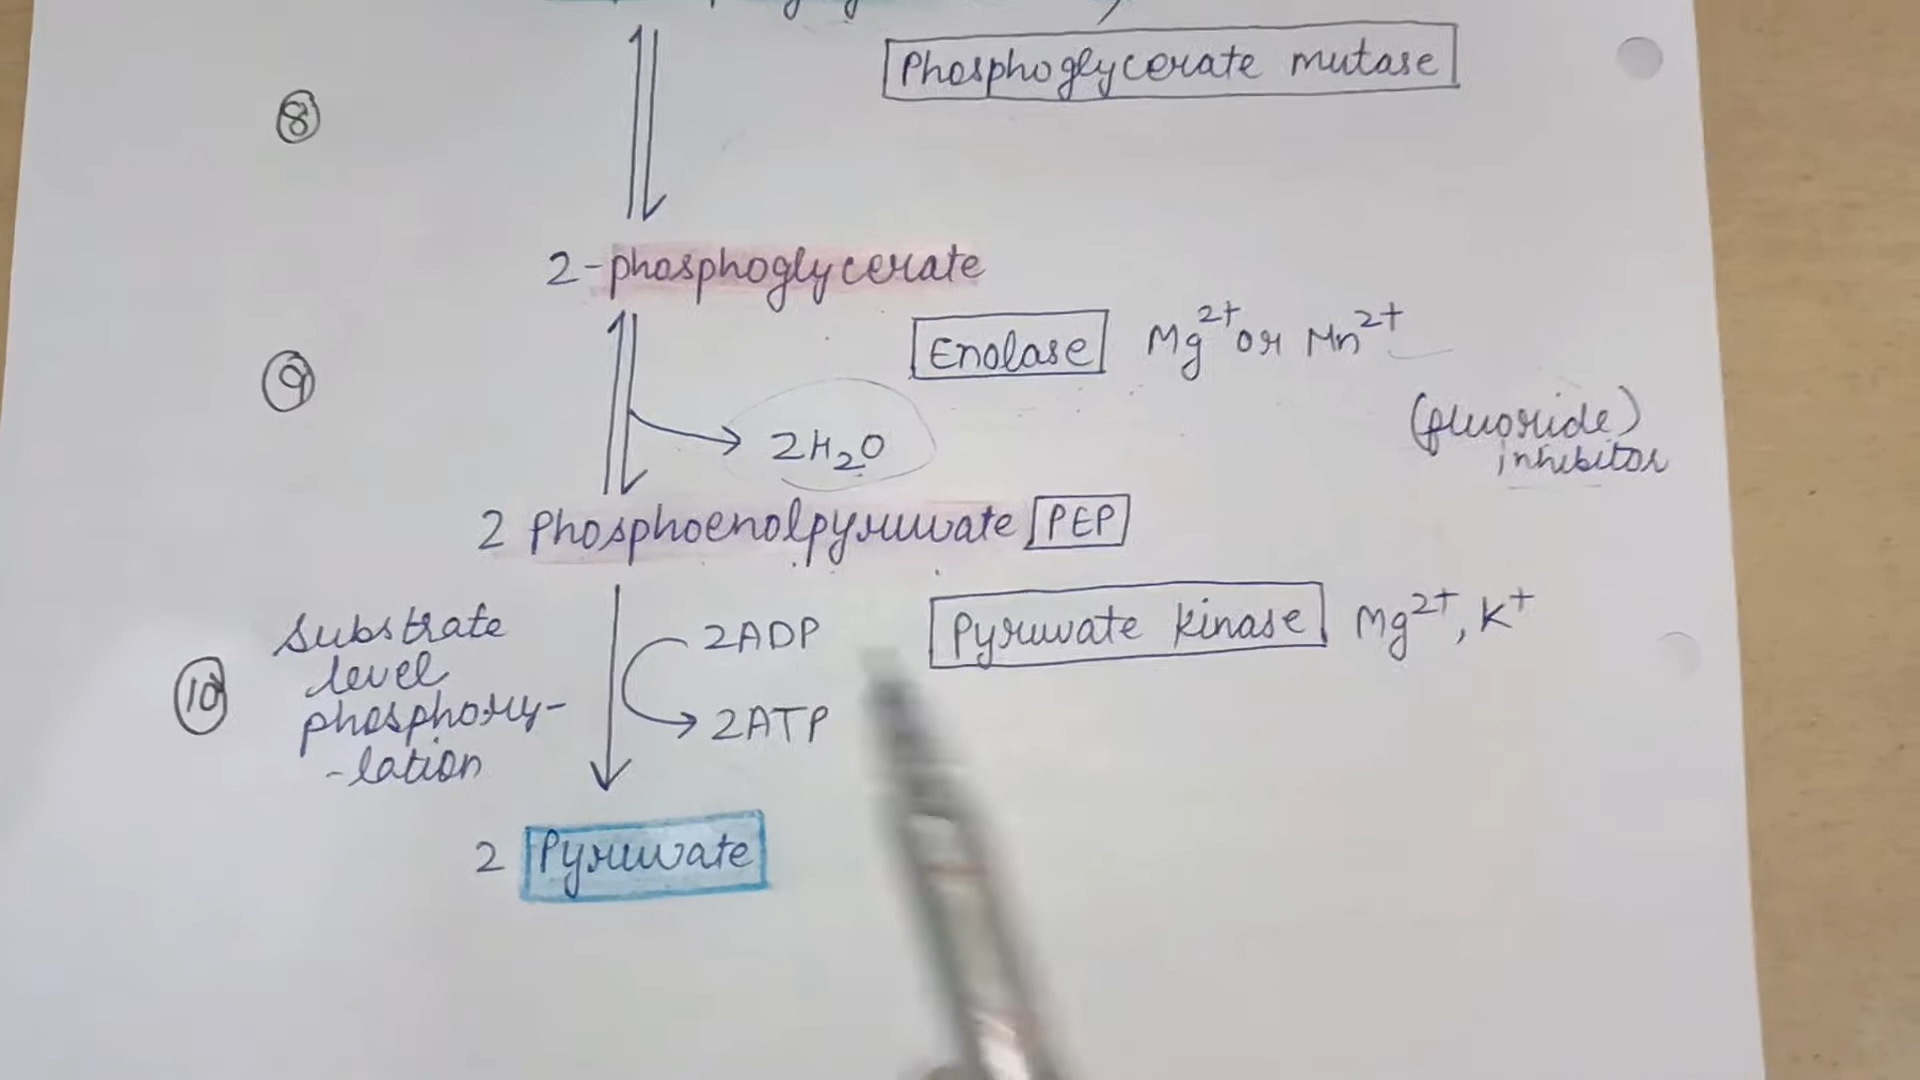 Phosphoglycerate mutase
8
2-phosphoglycerate
Enolase Mg2+ or Mn2+
9
(fluoride)
inhibitor
2H2O
2 Phosphoenolpyruvate PEP
Pyruvate kinase Mg2+, K+
Substrate
level
phosphory-
-lation
10
2ADP
2ATP
2 Pyruvate